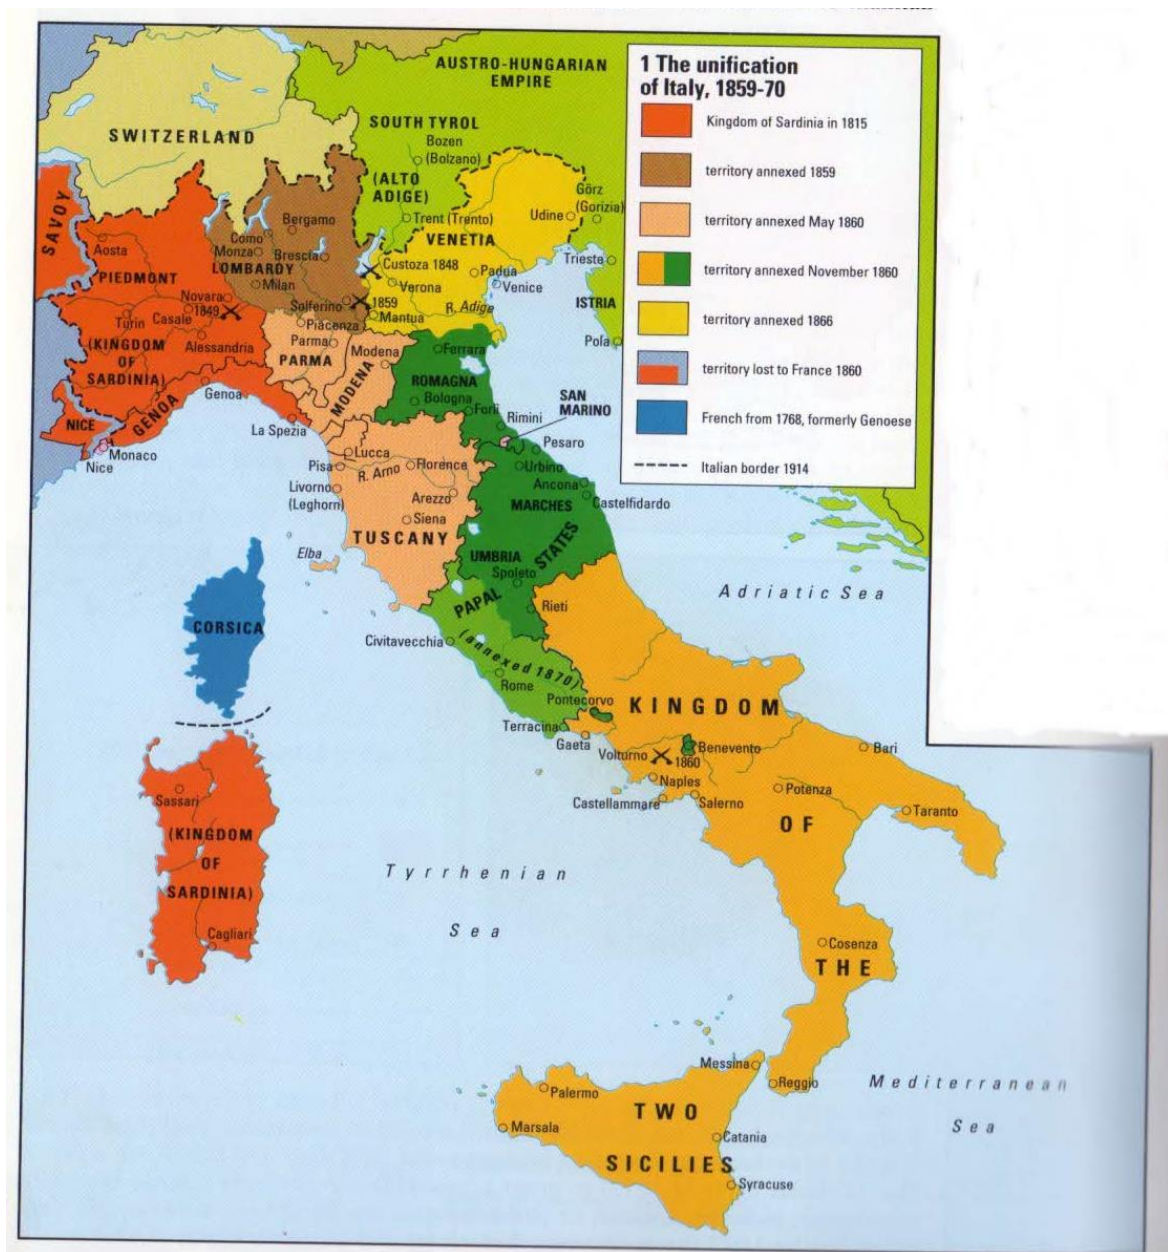 1 The unification
of Italy, 1859-70
Kingdom of Sardinia in 1815
territory annexed 1859
territory annexed May 1860
territory annexed November 1860
territory annexed 1866
territory lost to France 1860
French from 1768, formerly Genoese
Italian border 1914
AUSTRO-HUNGARIAN
EMPIRE
SWITZERLAND
SOUTH TYROL
Bozen
(Bolzano)
(ALTO
ADIGE)
Trent (Trento)
Görz
(Gorizia)
Udine
VENETIA
SAVOY
Aosta
PIEDMONT
Bergamo
Como
Monza
Brescia
LOMBARDY
Milan
Custoza 1848
Verona
Padua
Venice
Trieste
ISTRIA
Pola
Novara
1849
Solferino
1859
Mantua
R. Adige
Turin
Casale
Piacenza
Parma
(KINGDOM
OF
SARDINIA)
Alessandria
PARMA
Modena
MODENA
Ferrara
ROMAGNA
Bologna
Forli
Rimini
SAN
MARINO
Pesaro
NICE
GENOA
Genoa
La Spezia
Monaco
Nice
Lucca
Pisa
R. Arno
Florence
Urbino
Ancona
Castelfidardo
Livorno
(Leghorn)
Arezzo
Siena
TUSCANY
MARCHES
UMBRIA
Spoleto
PAPAL
STATES
Elba
Rieti
Adriatic Sea
CORSICA
Civitavecchia
(annexed 1870)
Rome
Pontecorvo
Terracina
Gaeta
KINGDOM
Volturno
1860
Benevento
Bari
Naples
Castellammare
Salerno
Potenza
Taranto
OF
Sassari
(KINGDOM
OF
SARDINIA)
Cagliari
Tyrrhenian
Sea
Cosenza
THE
Messina
Reggio
Mediterranean
Sea
Palermo
Marsala
TWO
Catania
SICILIES
Syracuse